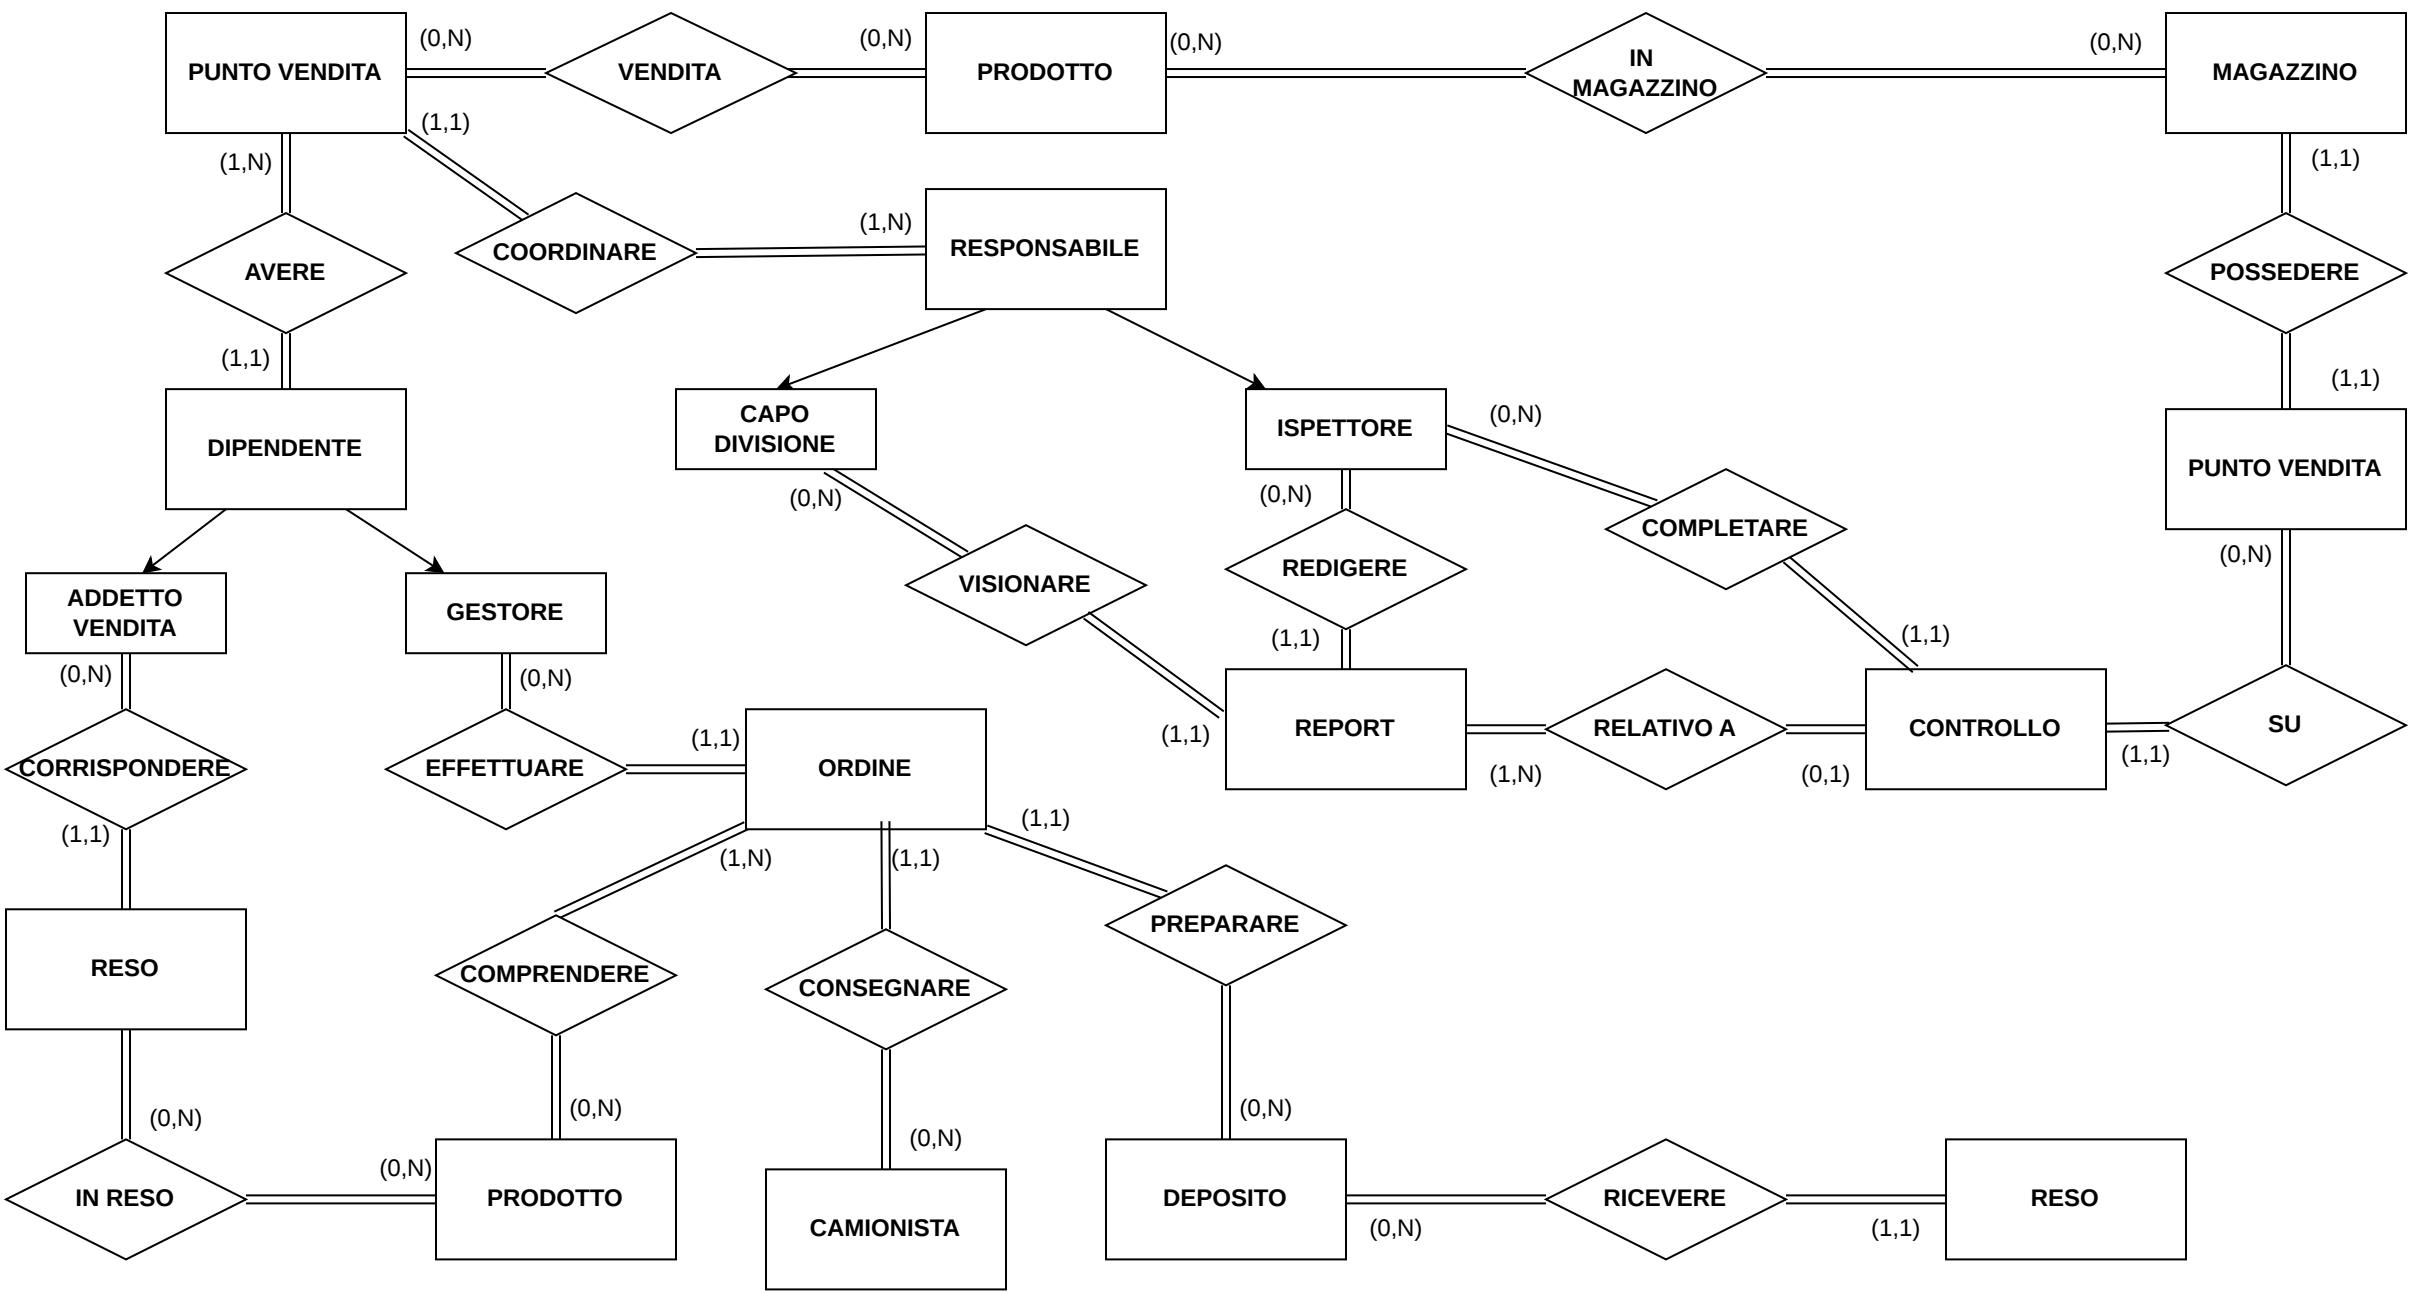 PUNTO VENDITA
(0,N)
VENDITA
(0,N)
PRODOTTO
(0,N)
IN
MAGAZZINO
(0,N)
MAGAZZINO
(1,N)
(1,1)
(1,1)
AVERE
COORDINARE
(1,N)
RESPONSABILE
POSSEDERE
(1,1)
(1,1)
DIPENDENTE
CAPO
DIVISIONE
ISPETTORE
(0,N)
PUNTO VENDITA
(0,N)
(0,N)
COMPLETARE
(0,N)
ADDETTO
VENDITA
GESTORE
VISIONARE
REDIGERE
(0,N)
(0,N)
(1,1)
(1,1)
CORRISPONDERE
EFFETTUARE
(1,1)
ORDINE
(1,1)
REPORT
(1,N)
RELATIVO A
(0,1)
CONTROLLO
(1,1)
SU
(1,1)
(1,N)
(1,1)
(1,1)
PREPARARE
RESO
COMPRENDERE
CONSEGNARE
(0,N)
(0,N)
(0,N)
(0,N)
IN RESO
(0,N)
PRODOTTO
(0,N)
CAMIONISTA
DEPOSITO
(0,N)
RICEVERE
(1,1)
RESO